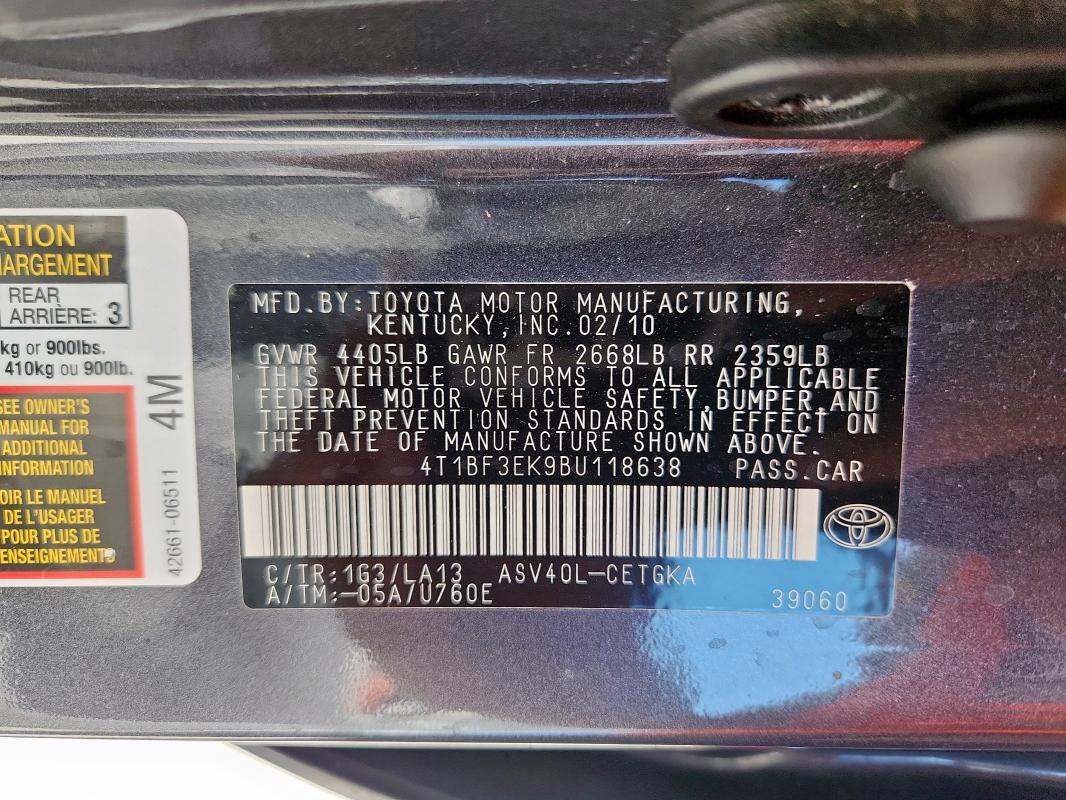 ATION
HARGEMENT
REAR
ARRIÈRE: 3
kg or 900lbs.
410kg ou 900lb.
SEE OWNER'S
MANUAL FOR
ADDITIONAL
INFORMATION
VOIR LE MANUEL
DE L'USAGER
POUR PLUS DE
RENSEIGNEMENTS
4M
42661-06511
MFD.BY:TOYOTA MOTOR MANUFACTURING,
KENTUCKY,INC.02/10
GVWR 4405LB GAWR FR 2668LB RR 2359LB
THIS VEHICLE CONFORMS TO ALL APPLICABLE
FEDERAL MOTOR VEHICLE SAFETY,BUMPER,AND
THEFT PREVENTION STANDARDS IN EFFECT ON
THE DATE OF MANUFACTURE SHOWN ABOVE.
4T1BF3EK9BU118638 PASS.CAR
C/TR:1G3/LA13 ASV40L-CETGKA
A/TM:-05A/U760E 39060